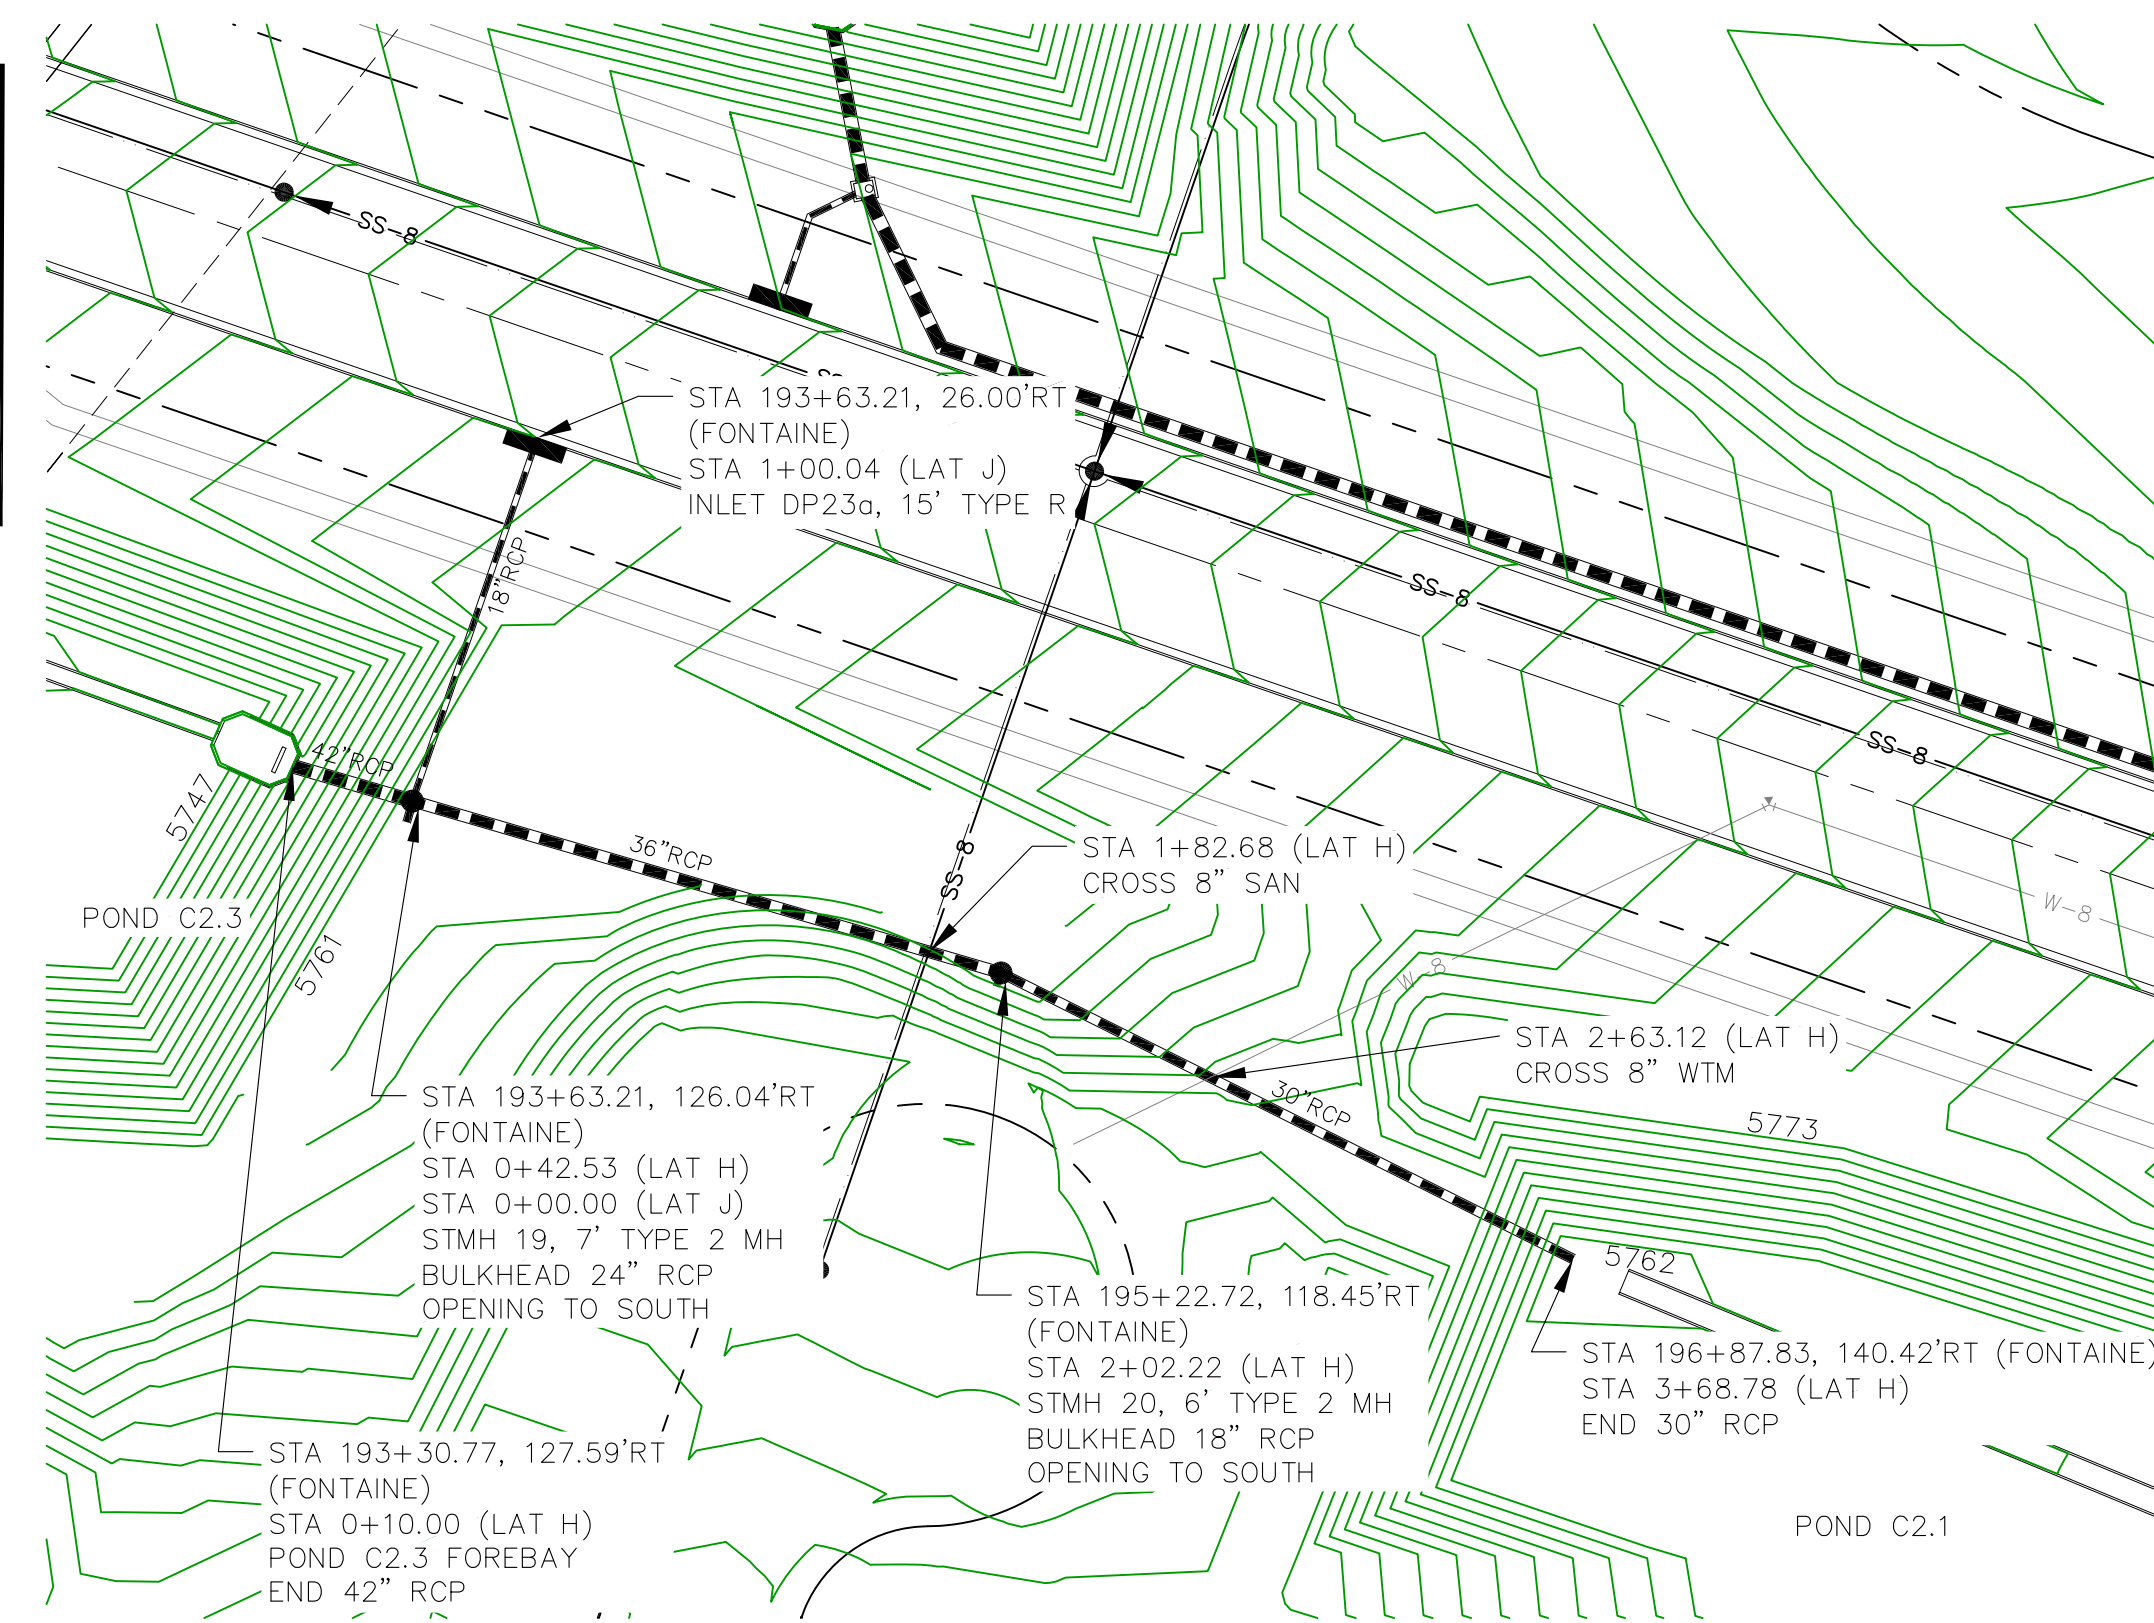 SS-8
STA 193+63.21, 26.00'RT
(FONTAINE)
STA 1+00.04 (LAT J)
INLET DP23a, 15' TYPE R
18"RCP
SS-8
SS-8
42"RCP
5747
36"RCP
SS-8
STA 1+82.68 (LAT H)
CROSS 8" SAN
W-8
POND C2.3
5761
W-8
STA 2+63.12 (LAT H)
CROSS 8" WTM
30"RCP
5773
STA 193+63.21, 126.04'RT
(FONTAINE)
STA 0+42.53 (LAT H)
STA 0+00.00 (LAT J)
STMH 19, 7' TYPE 2 MH
BULKHEAD 24" RCP
OPENING TO SOUTH
5762
STA 195+22.72, 118.45'RT
(FONTAINE)
STA 2+02.22 (LAT H)
STMH 20, 6' TYPE 2 MH
BULKHEAD 18" RCP
OPENING TO SOUTH
STA 196+87.83, 140.42'RT (FONTAINE)
STA 3+68.78 (LAT H)
END 30" RCP
STA 193+30.77, 127.59'RT
(FONTAINE)
STA 0+10.00 (LAT H)
POND C2.3 FOREBAY
END 42" RCP
POND C2.1